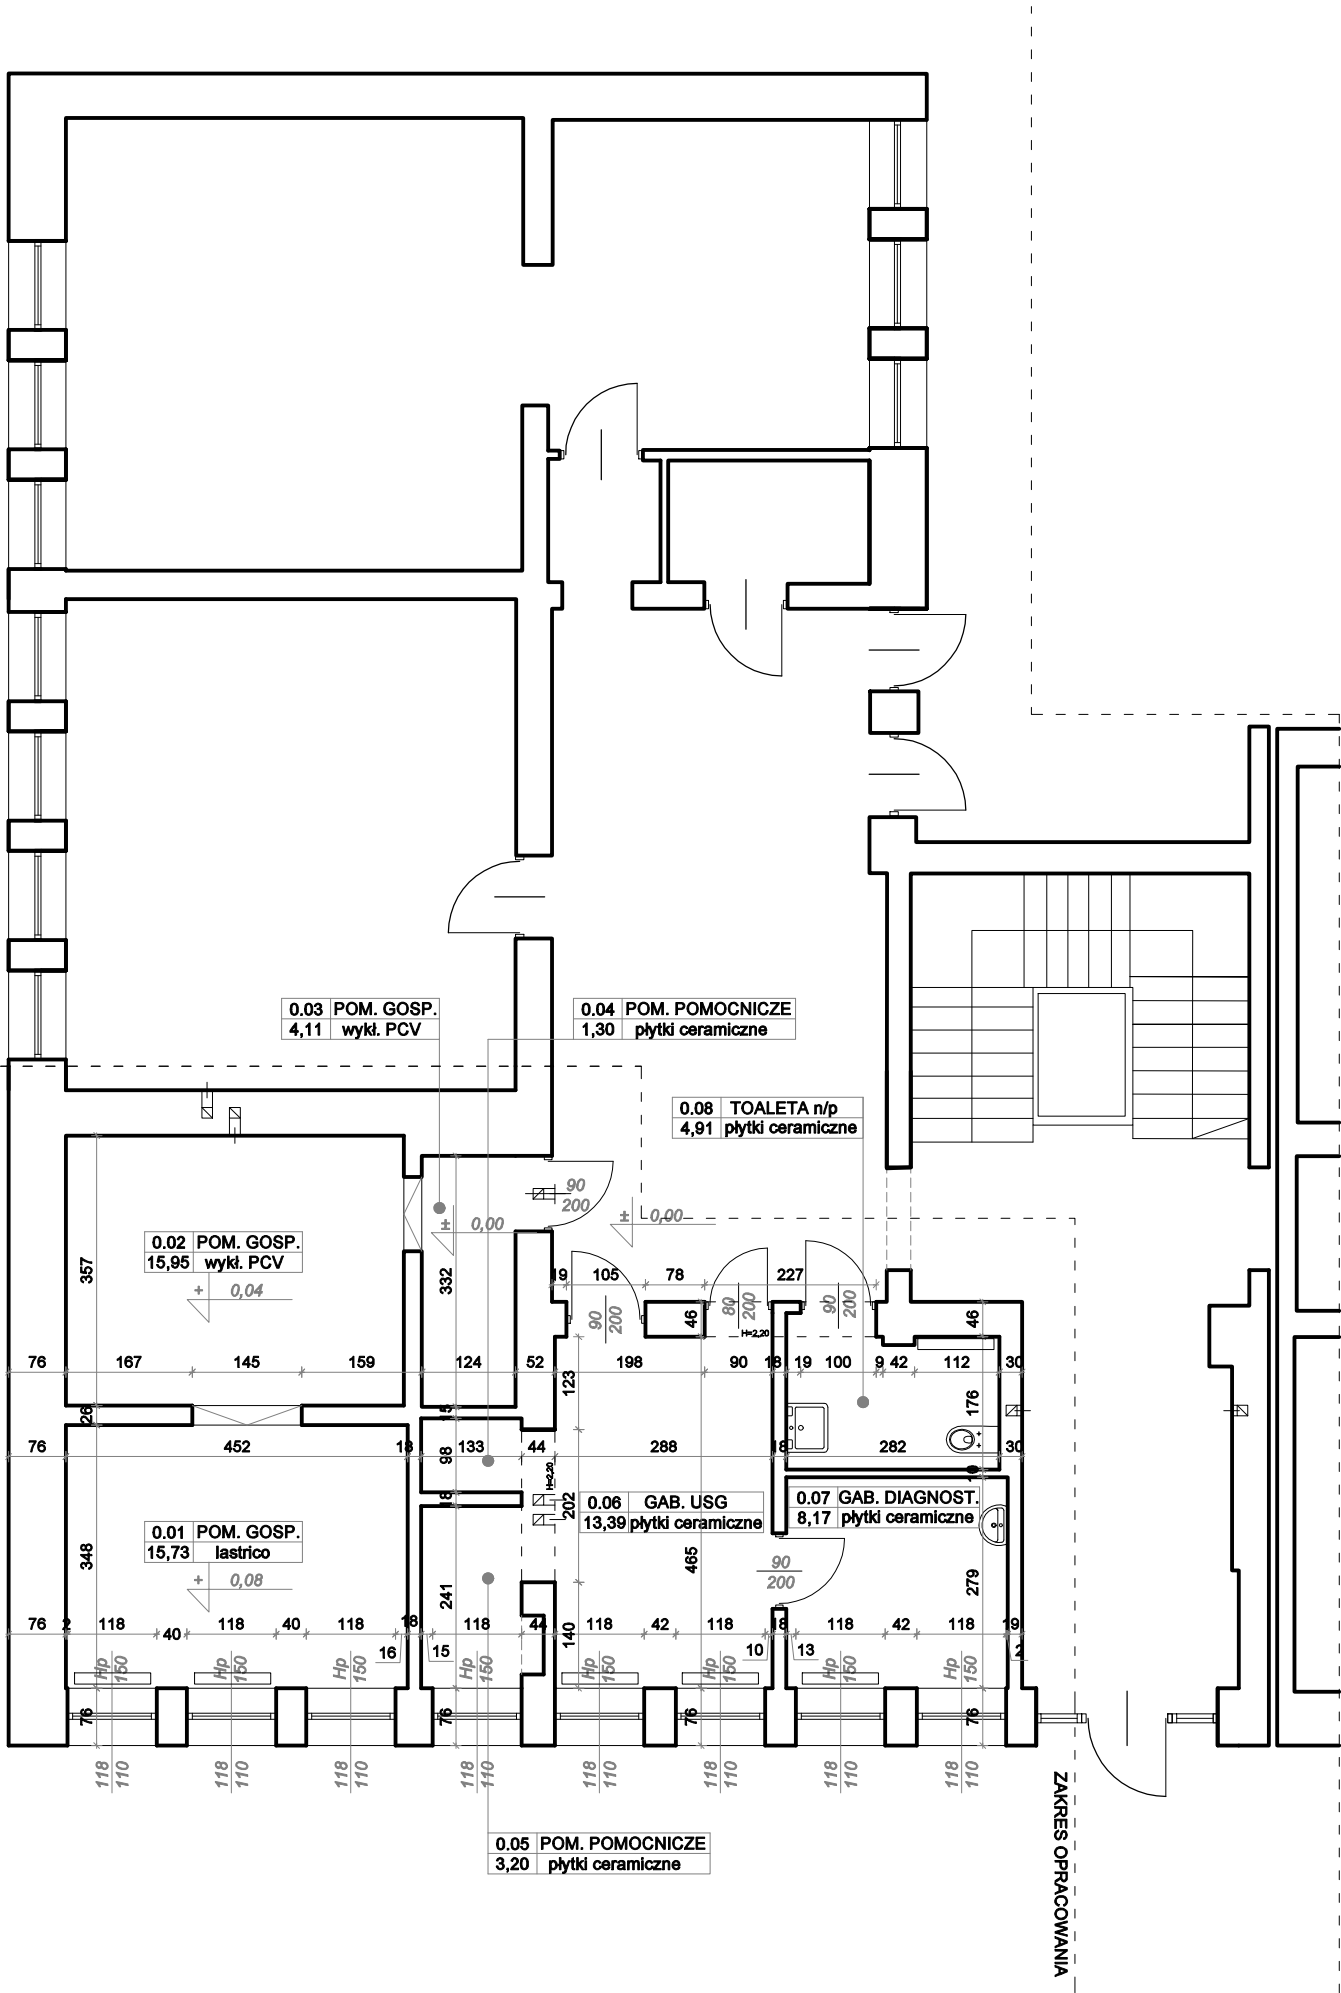 0.03 POM. GOSP.
4,11 wykł. PCV
0.04 POM. POMOCNICZE
1,30 płytki ceramiczne
0.08 TOALETA n/p
4,91 płytki ceramiczne
90
200
± 0,00
± 0,00
0.02 POM. GOSP.
15,95 wykł. PCV
+ 0,04
357
332
19 105 78 227
90
200
80
200
90
200
46
46
H=2,20
76 167 145 159 124 52 198 90 18 19 100 9 42 112 30
123
176
26
15
76 452 18 133 44 288 18 282 30
98
H=2,20
10
18
202
0.06 GAB. USG
13,39 płytki ceramiczne
0.07 GAB. DIAGNOST.
8,17 płytki ceramiczne
0.01 POM. GOSP.
15,73 lastrico
+ 0,08
348
241
465
90
200
279
140
76 2 118 40 118 40 118 16 18 15 118 44 118 42 118 10 18 13 118 42 118 19 2
Hp 150
Hp 150
Hp 150
Hp 150
Hp 150
Hp 150
Hp 150
Hp 150
76
76
76
76
118
110
118
110
118
110
118
110
118
110
118
110
118
110
118
110
ZAKRES OPRACOWANIA
0.05 POM. POMOCNICZE
3,20 płytki ceramiczne